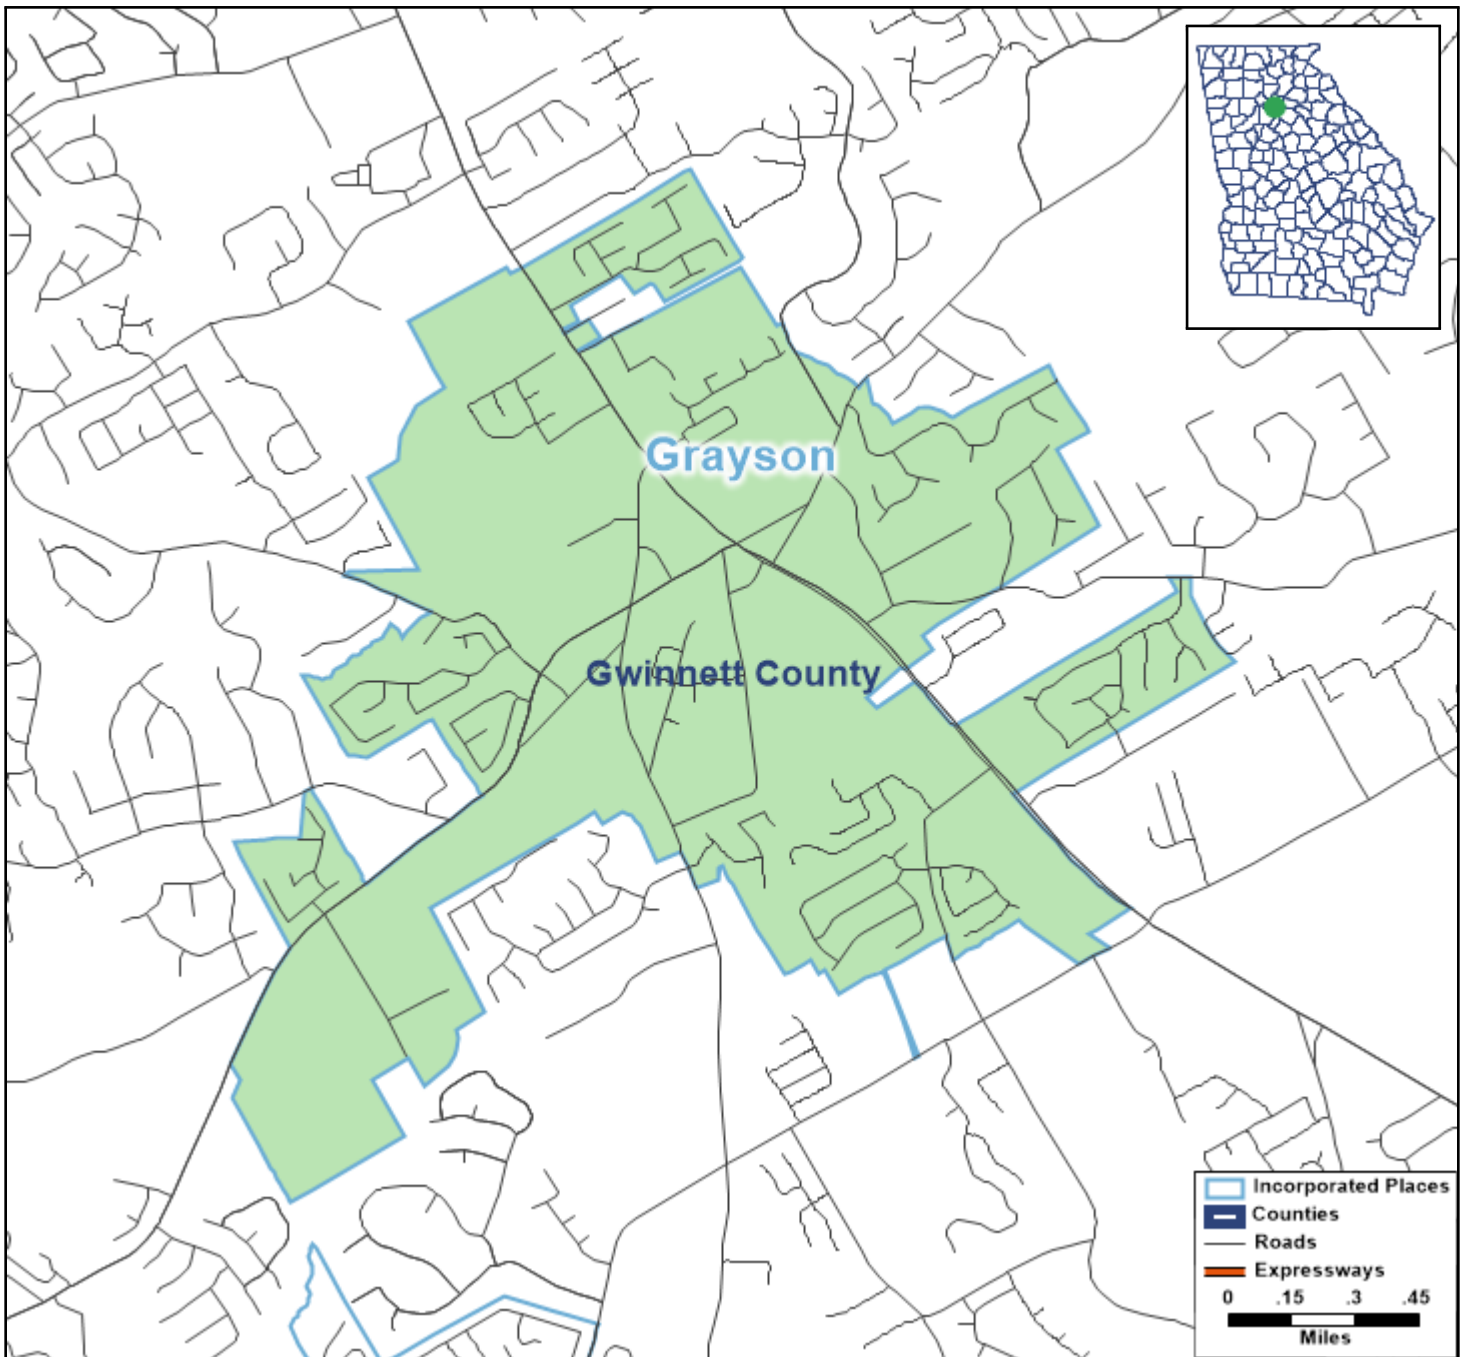 Grayson
Gwinnett County
Incorporated Places
Counties
Roads
Expressways
0 .15 .3 .45
Miles